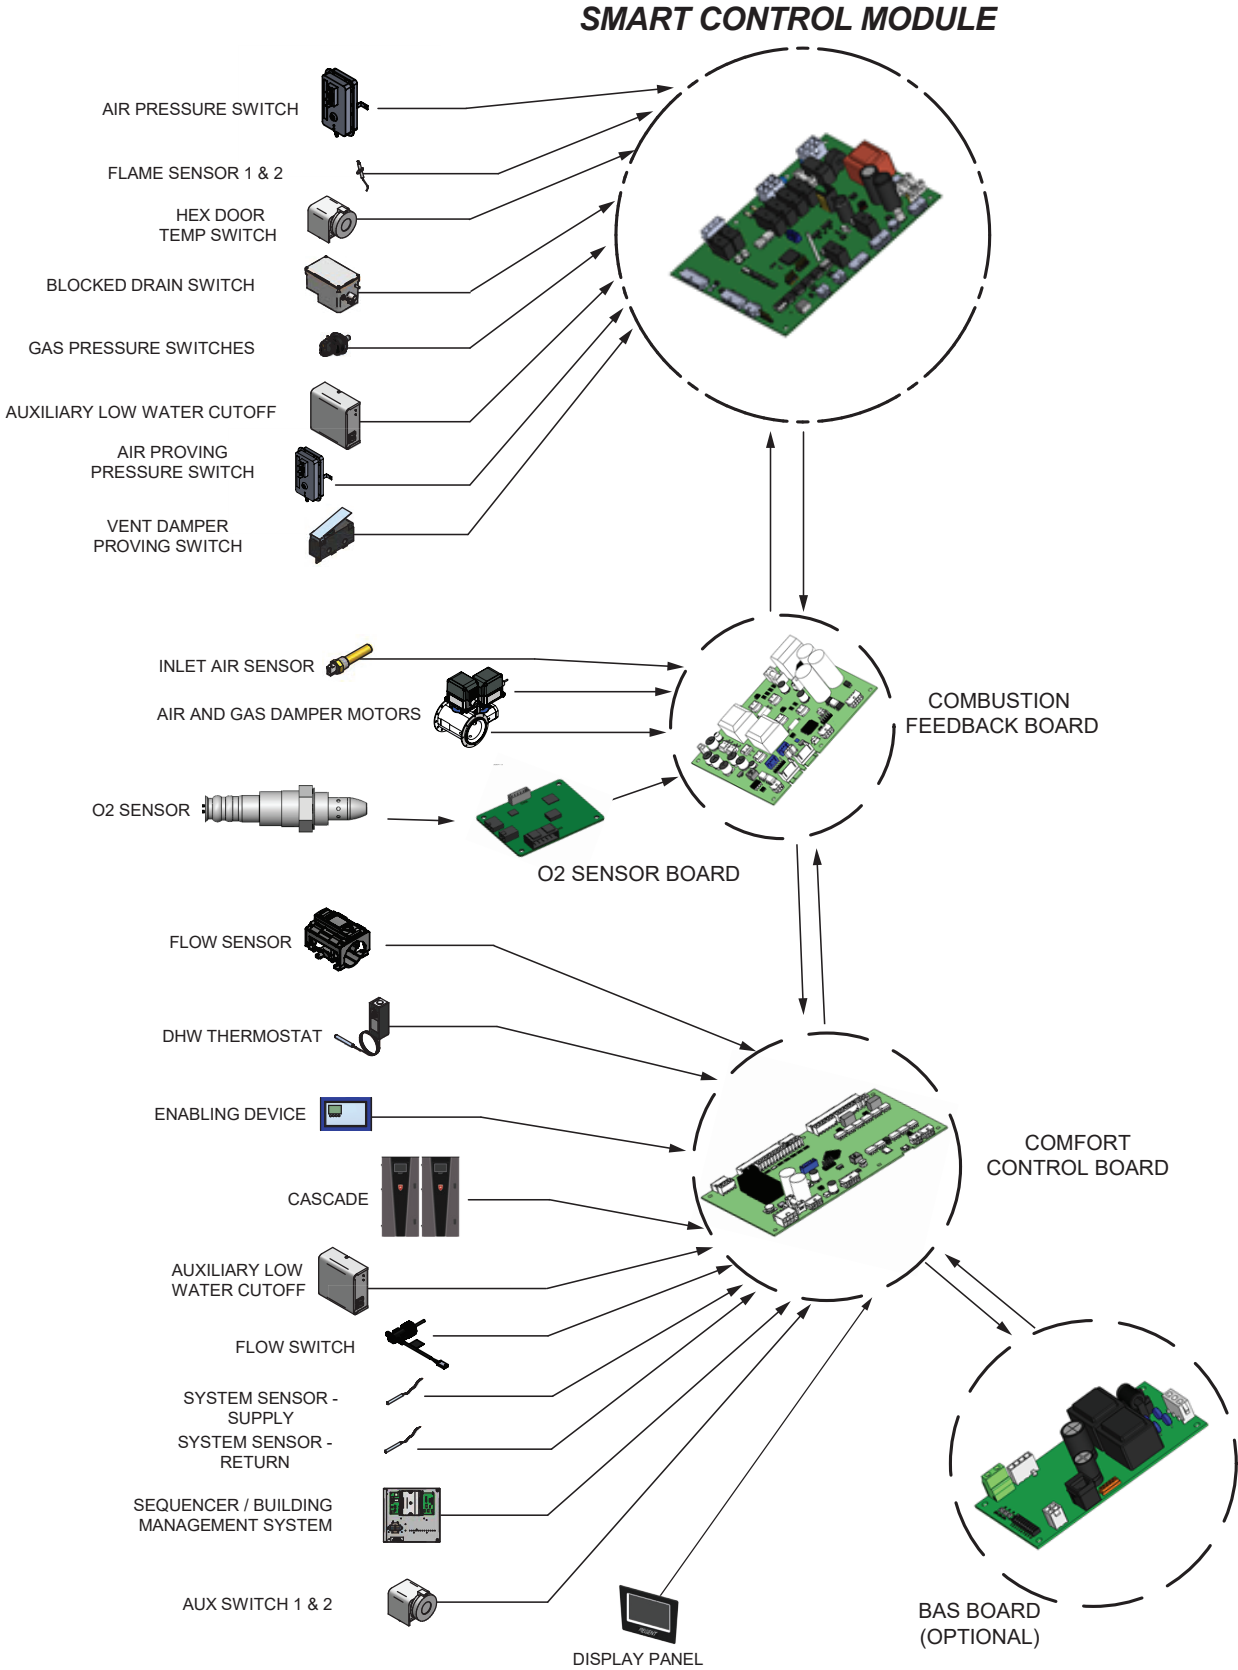 SMART CONTROL MODULE
AIR PRESSURE SWITCH
FLAME SENSOR 1 & 2
HEX DOOR
TEMP SWITCH
BLOCKED DRAIN SWITCH
GAS PRESSURE SWITCHES
AUXILIARY LOW WATER CUTOFF
AIR PROVING
PRESSURE SWITCH
VENT DAMPER
PROVING SWITCH
INLET AIR SENSOR
AIR AND GAS DAMPER MOTORS
COMBUSTION
FEEDBACK BOARD
O2 SENSOR
O2 SENSOR BOARD
FLOW SENSOR
DHW THERMOSTAT
ENABLING DEVICE
COMFORT
CONTROL BOARD
CASCADE
AUXILIARY LOW
WATER CUTOFF
FLOW SWITCH
SYSTEM SENSOR -
SUPPLY
SYSTEM SENSOR -
RETURN
SEQUENCER / BUILDING
MANAGEMENT SYSTEM
AUX SWITCH 1 & 2
BAS BOARD
(OPTIONAL)
DISPLAY PANEL